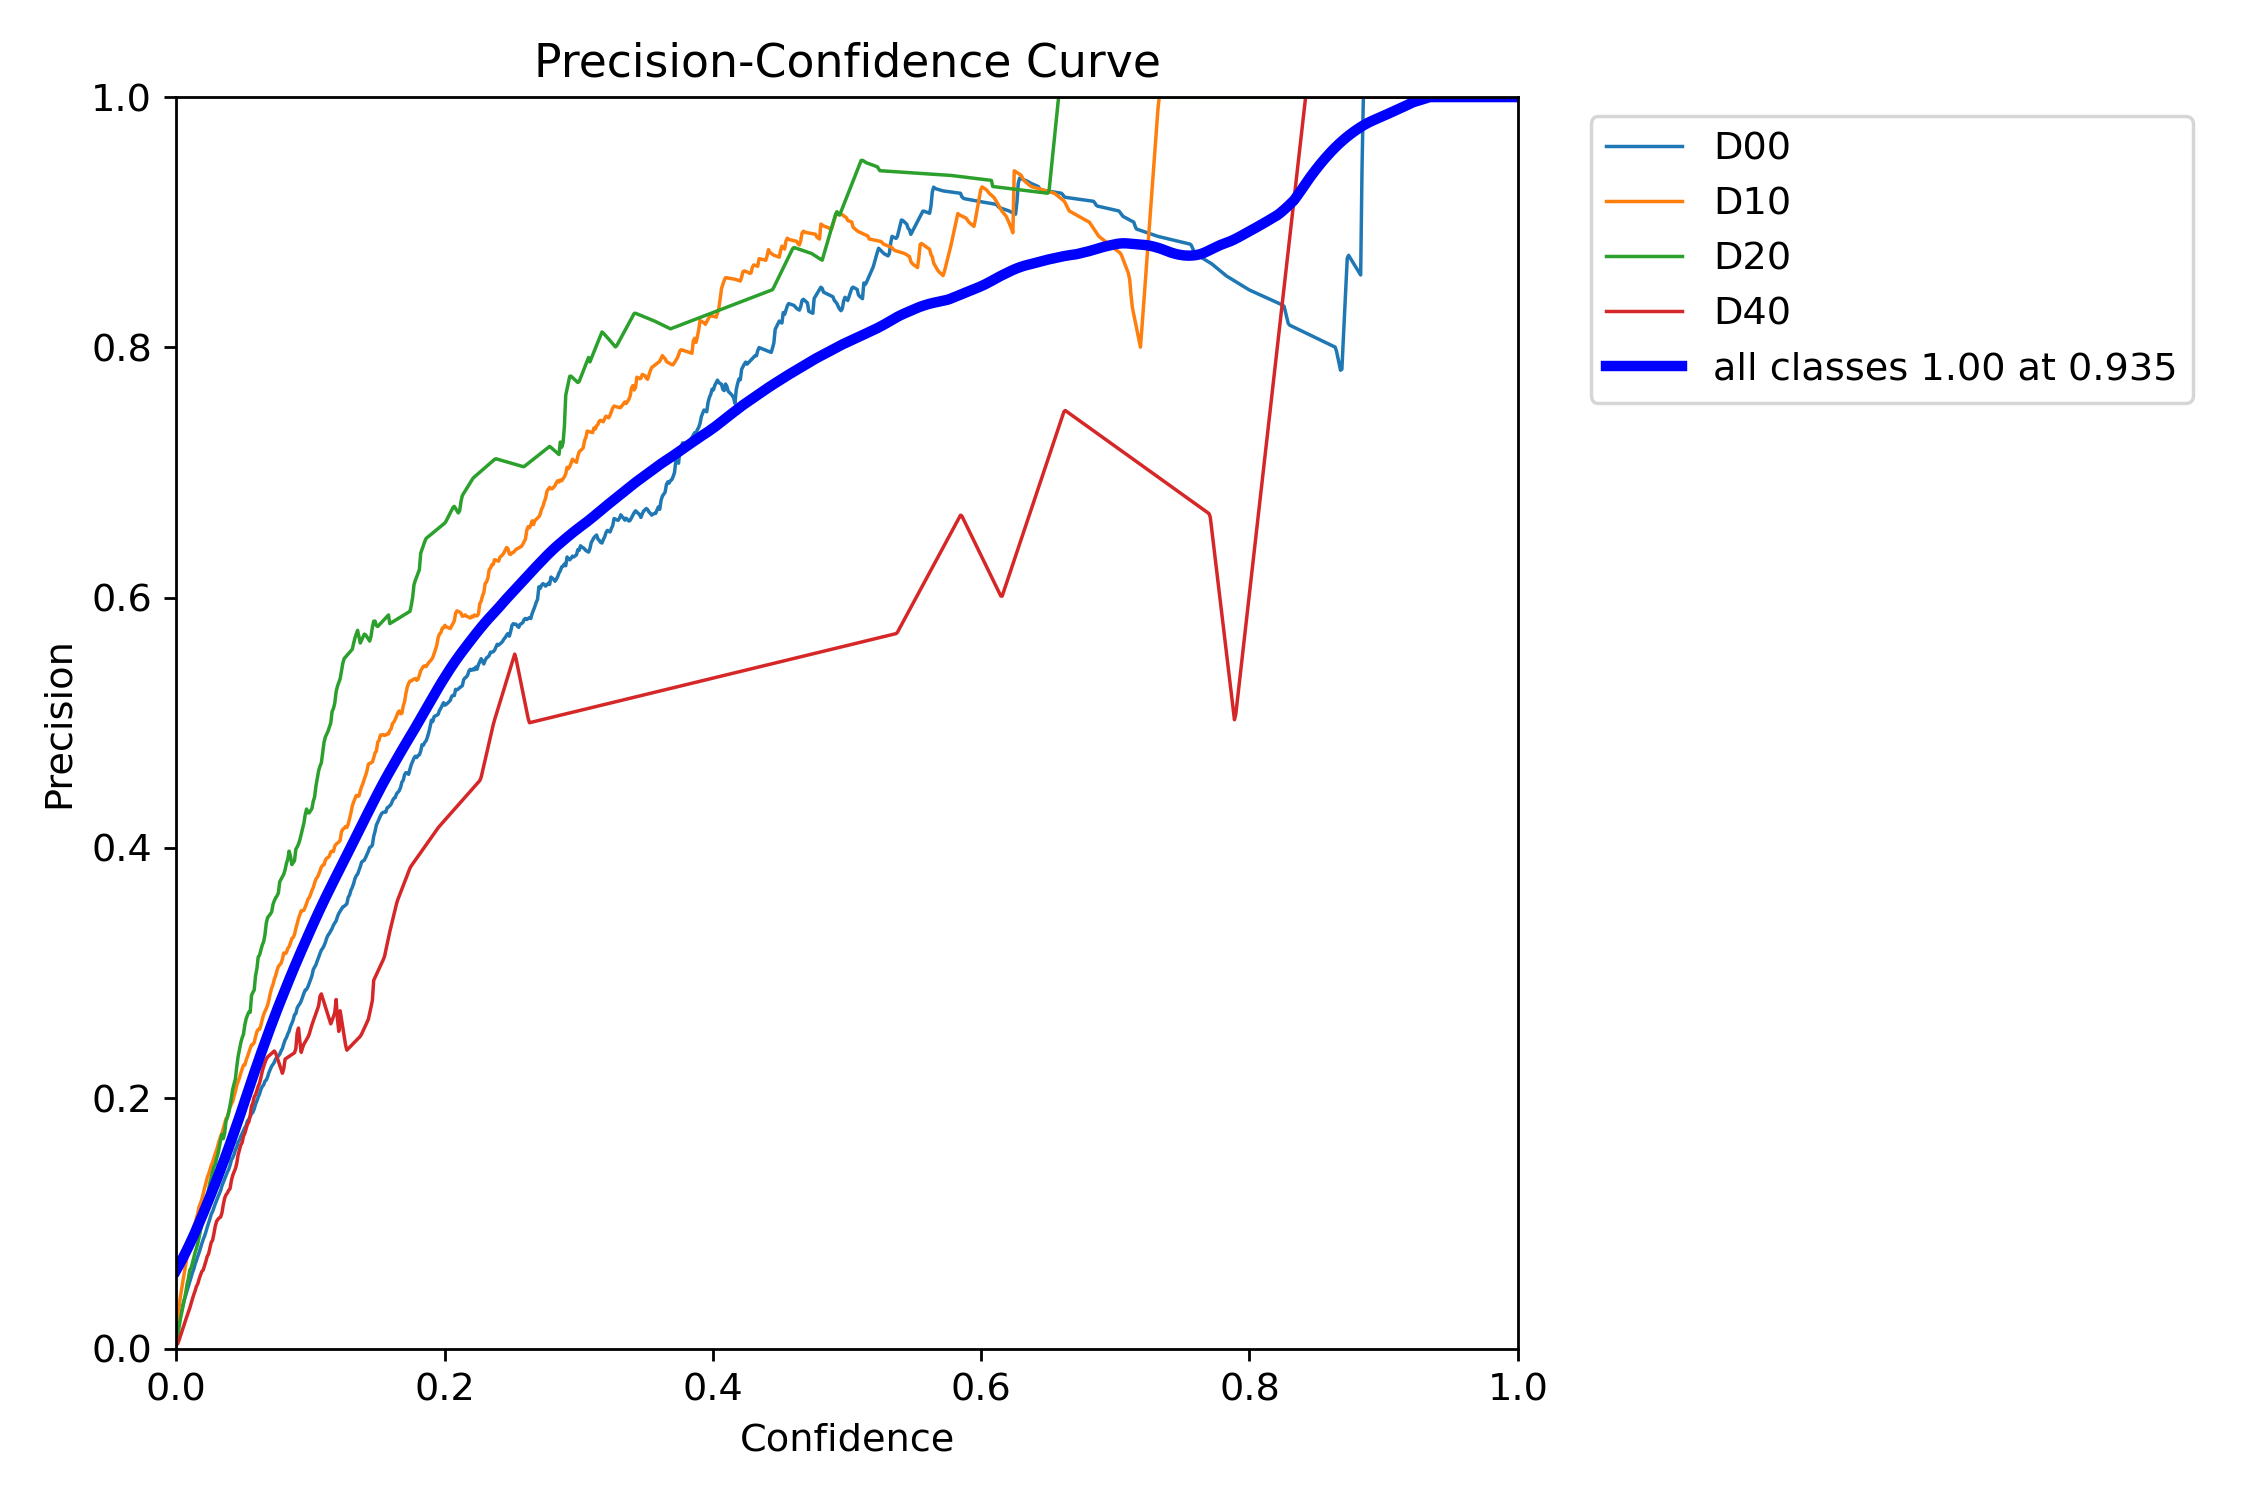 Precision-Confidence Curve
1.0
0.8
0.6
0.4
0.2
0.0
Precision
0.0 0.2 0.4 0.6 0.8 1.0
Confidence
D00
D10
D20
D40
all classes 1.00 at 0.935